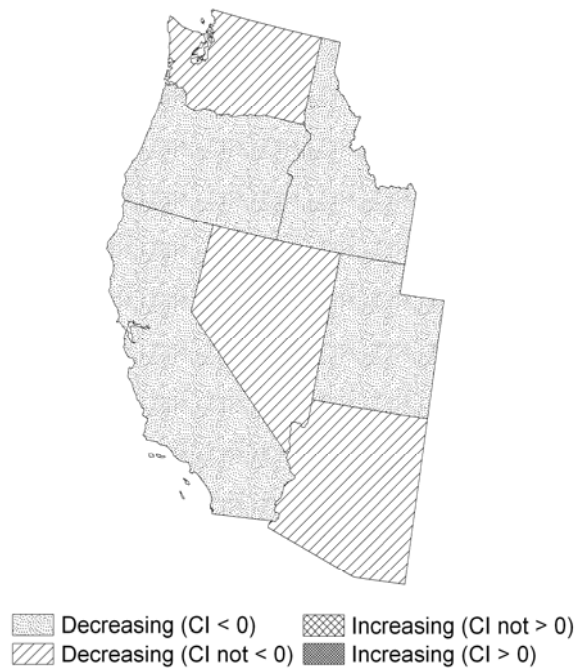 Decreasing (CI < 0)
Increasing (CI not > 0)
Decreasing (CI not < 0)
Increasing (CI > 0)